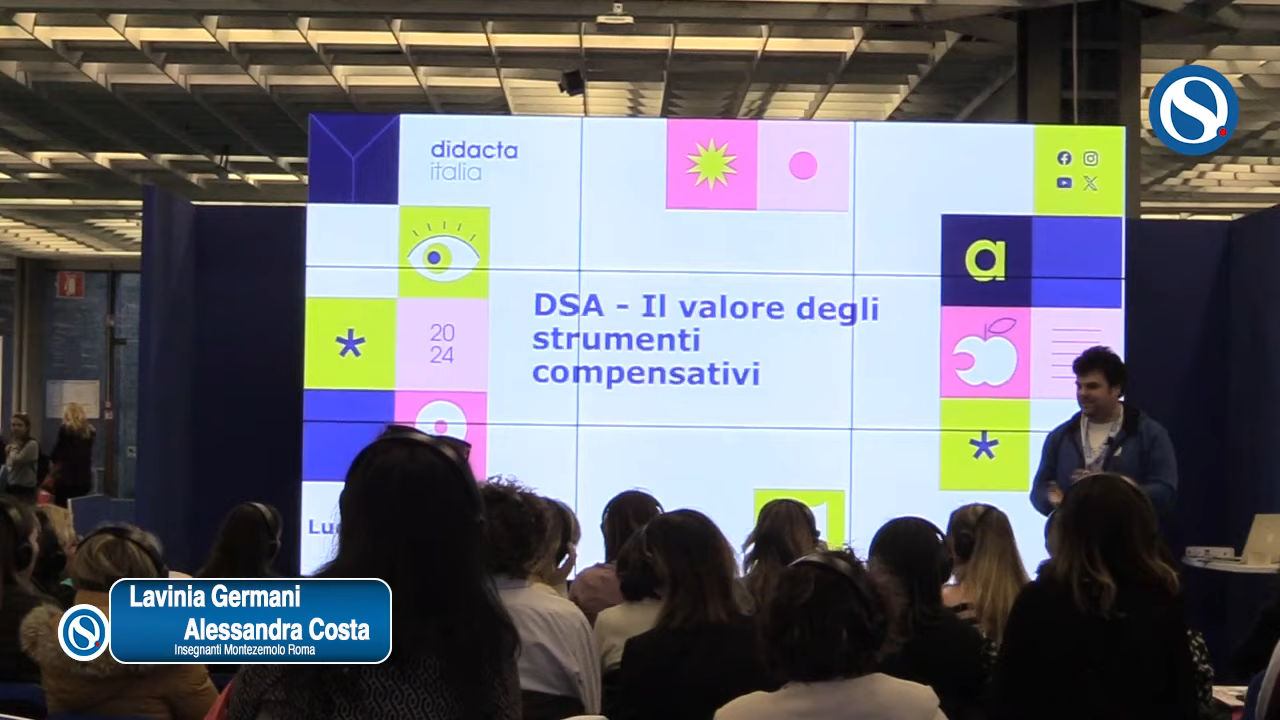 didacta
italia
a
20
24
DSA - Il valore degli
strumenti
compensativi
Lavinia Germani
Alessandra Costa
Insegnanti Montezemolo Roma